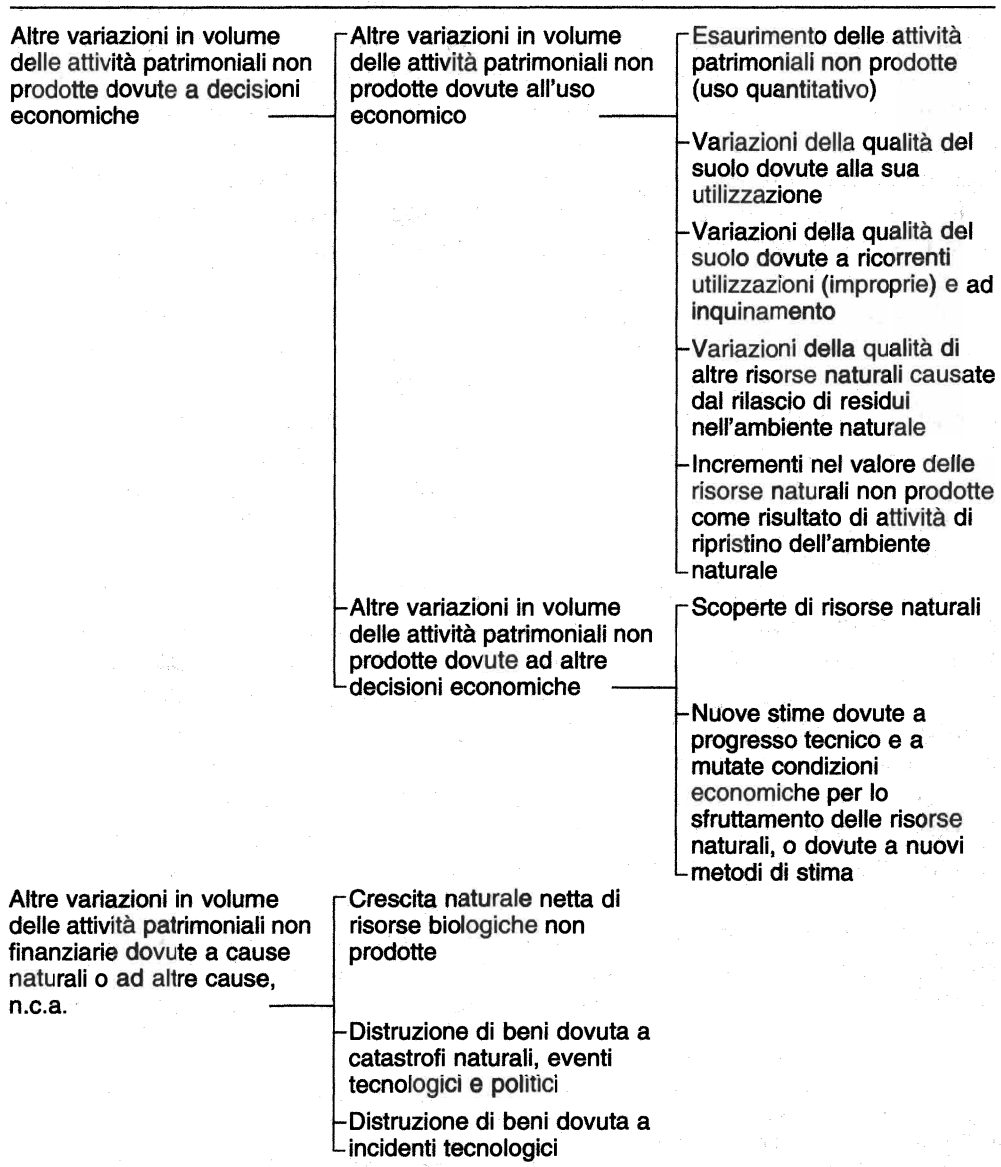 Altre variazioni in volume
delle attività patrimoniali non
prodotte dovute a decisioni
economiche
Altre variazioni in volume
delle attività patrimoniali non
prodotte dovute all'uso
economico
Esaurimento delle attività
patrimoniali non prodotte
(uso quantitativo)
Variazioni della qualità del
suolo dovute alla sua
utilizzazione
Variazioni della qualità del
suolo dovute a ricorrenti
utilizzazioni (improprie) e ad
inquinamento
Variazioni della qualità di
altre risorse naturali causate
dal rilascio di residui
nell'ambiente naturale
Incrementi nel valore delle
risorse naturali non prodotte
come risultato di attività di
ripristino dell'ambiente
naturale
Altre variazioni in volume
delle attività patrimoniali non
prodotte dovute ad altre
decisioni economiche
Scoperte di risorse naturali
Nuove stime dovute a
progresso tecnico e a
mutate condizioni
economiche per lo
sfruttamento delle risorse
naturali, o dovute a nuovi
metodi di stima
Altre variazioni in volume
delle attività patrimoniali non
finanziarie dovute a cause
naturali o ad altre cause,
n.c.a.
Crescita naturale netta di
risorse biologiche non
prodotte
Distruzione di beni dovuta a
catastrofi naturali, eventi
tecnologici e politici
Distruzione di beni dovuta a
incidenti tecnologici